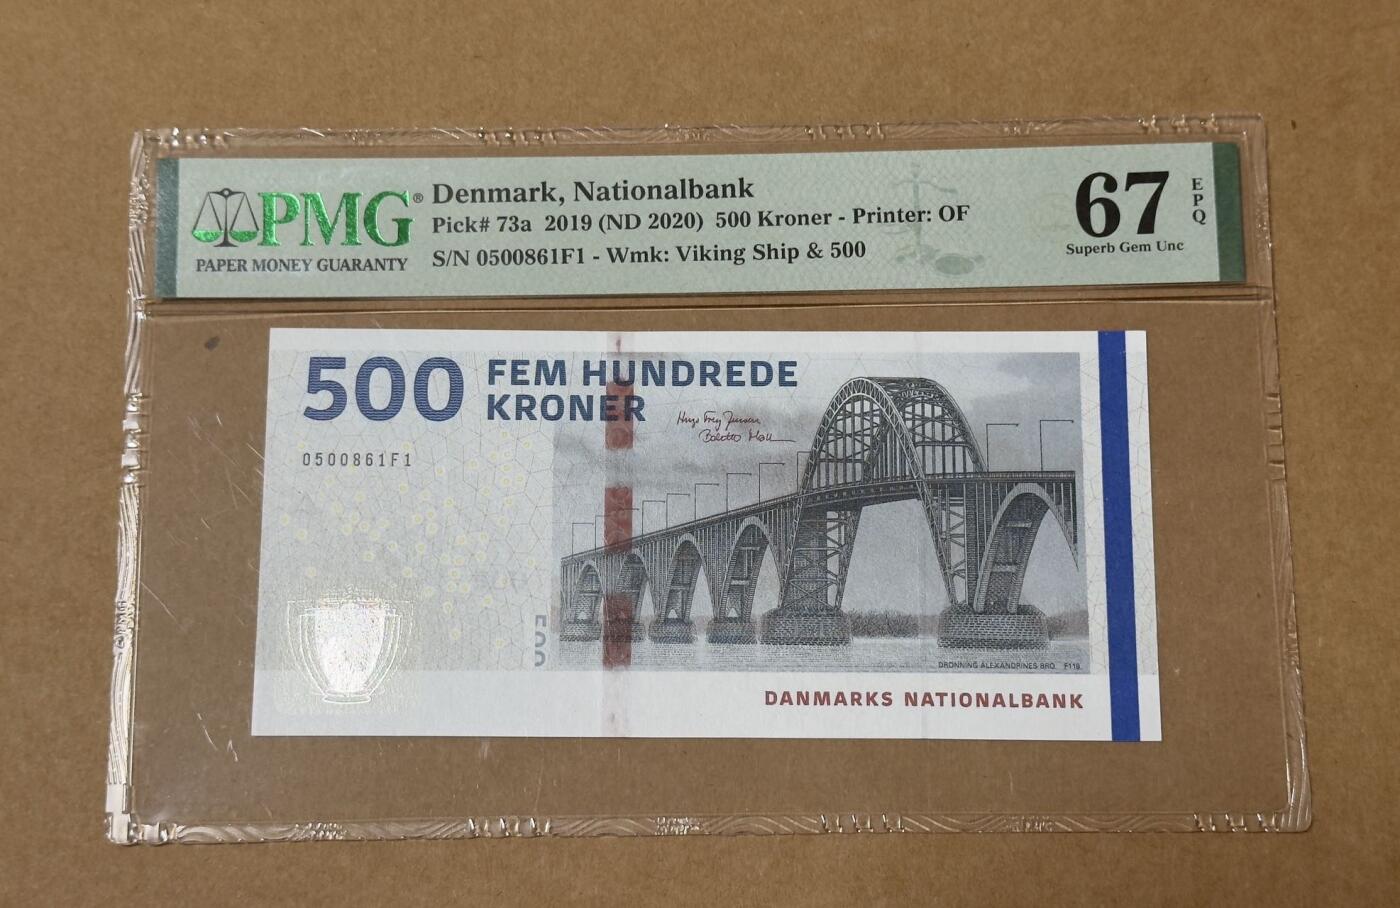 PMG®
PAPER MONEY GUARANTY
Denmark, Nationalbank
Pick# 73a 2019 (ND 2020) 500 Kroner - Printer: OF
S/N 0500861F1 - Wmk: Viking Ship & 500
67
EPQ
Superb Gem Unc
500
FEM HUNDREDE
KRONER
0500861F1
500
DRONNING ALEXANDRINES BRO
DANMARKS NATIONALBANK